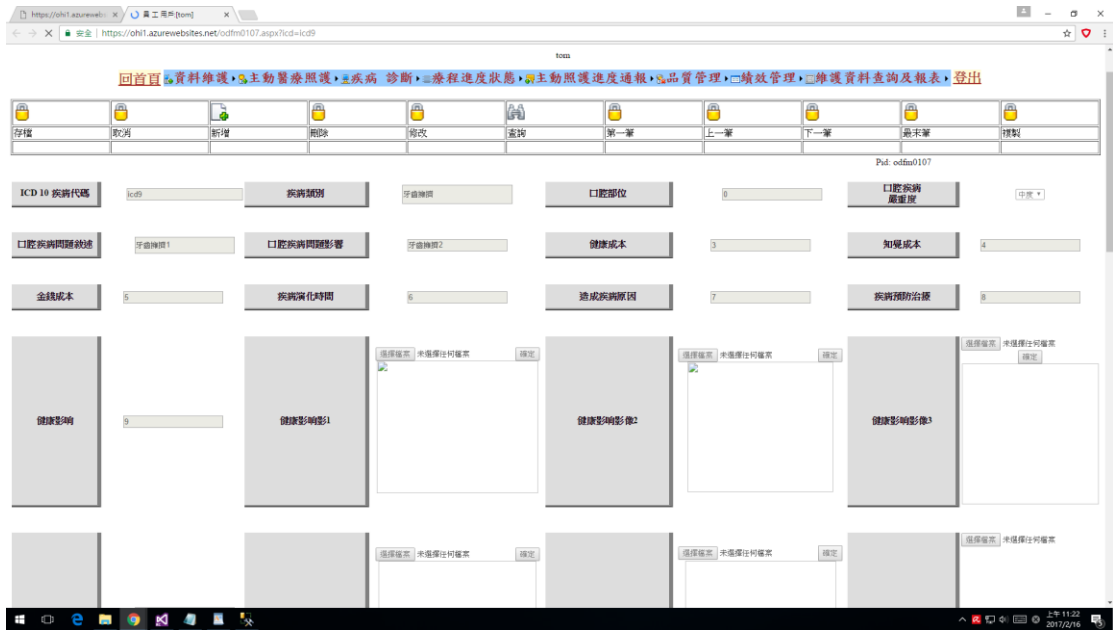 https://ohi1.azurewebs
員工用戶[tom]
安全 | https://ohi1.azurewebsites.net/odfm0107.aspx?icd=icd9
tom
回首頁 資料維護 主動醫療照護 疾病 診斷 療程進度狀態 主動照護進度通報 品質管理 績效管理 維護資料查詢及報表 登出
存檔 取消 新增 刪除 修改 查詢 第一筆 上一筆 下一筆 最末筆 複製
Pid: odfm0107
ICD 10 疾病代碼 icd9 疾病類別 牙齒擁擠 口腔部位 0 口腔疾病嚴重度 中度
口腔疾病問題敘述 牙齒擁擠1 口腔疾病問題影響 牙齒擁擠2 健康成本 3 知覺成本 4
金錢成本 5 疾病演化時間 6 造成疾病原因 7 疾病預防治療 8
選擇檔案 未選擇任何檔案
選擇檔案 未選擇任何檔案 確定 選擇檔案 未選擇任何檔案 確定 確定
健康影响 9 健康影响影1 健康影响影像2 健康影响影像3
選擇檔案 未選擇任何檔案
選擇檔案 未選擇任何檔案 確定 選擇檔案 未選擇任何檔案 確定
上午 11:22
2017/2/16